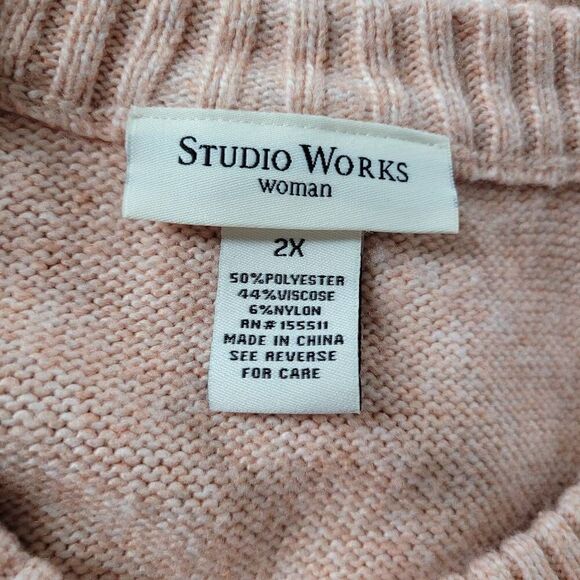 STUDIO WORKS
Woman
2X
50%POLYESTER
44%VISCOSE
6%NYLON
RN# 155511
MADE IN CHINA
SEE REVERSE
FOR CARE